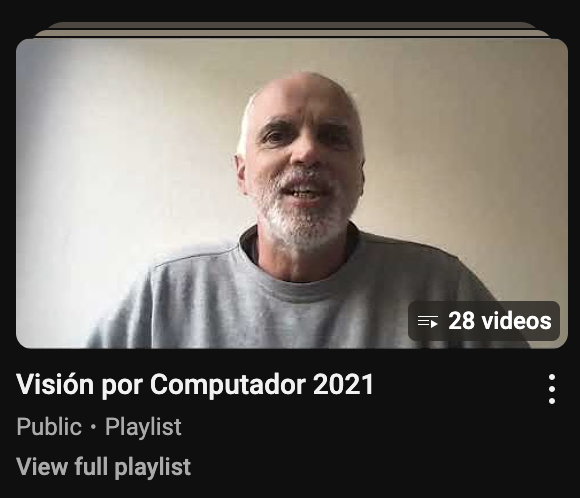 28 videos
Visión por Computador 2021
Public • Playlist
View full playlist